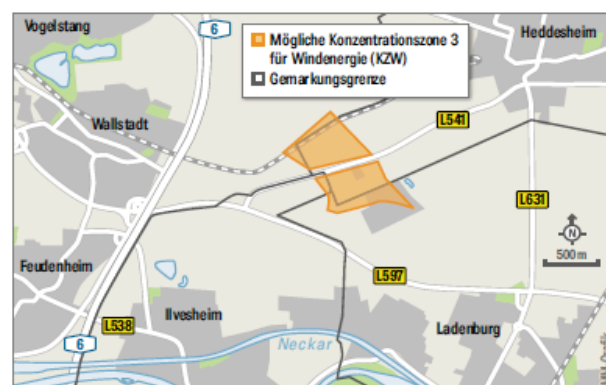 Vogelstang
6
Mögliche Konzentrationszone 3
für Windenergie (KZW)
Gemarkungsgrenze
Heddesheim
Wallstadt
L541
L631
N
500 m
Feudenheim
L597
L538
Ilvesheim
Ladenburg
6
Neckar